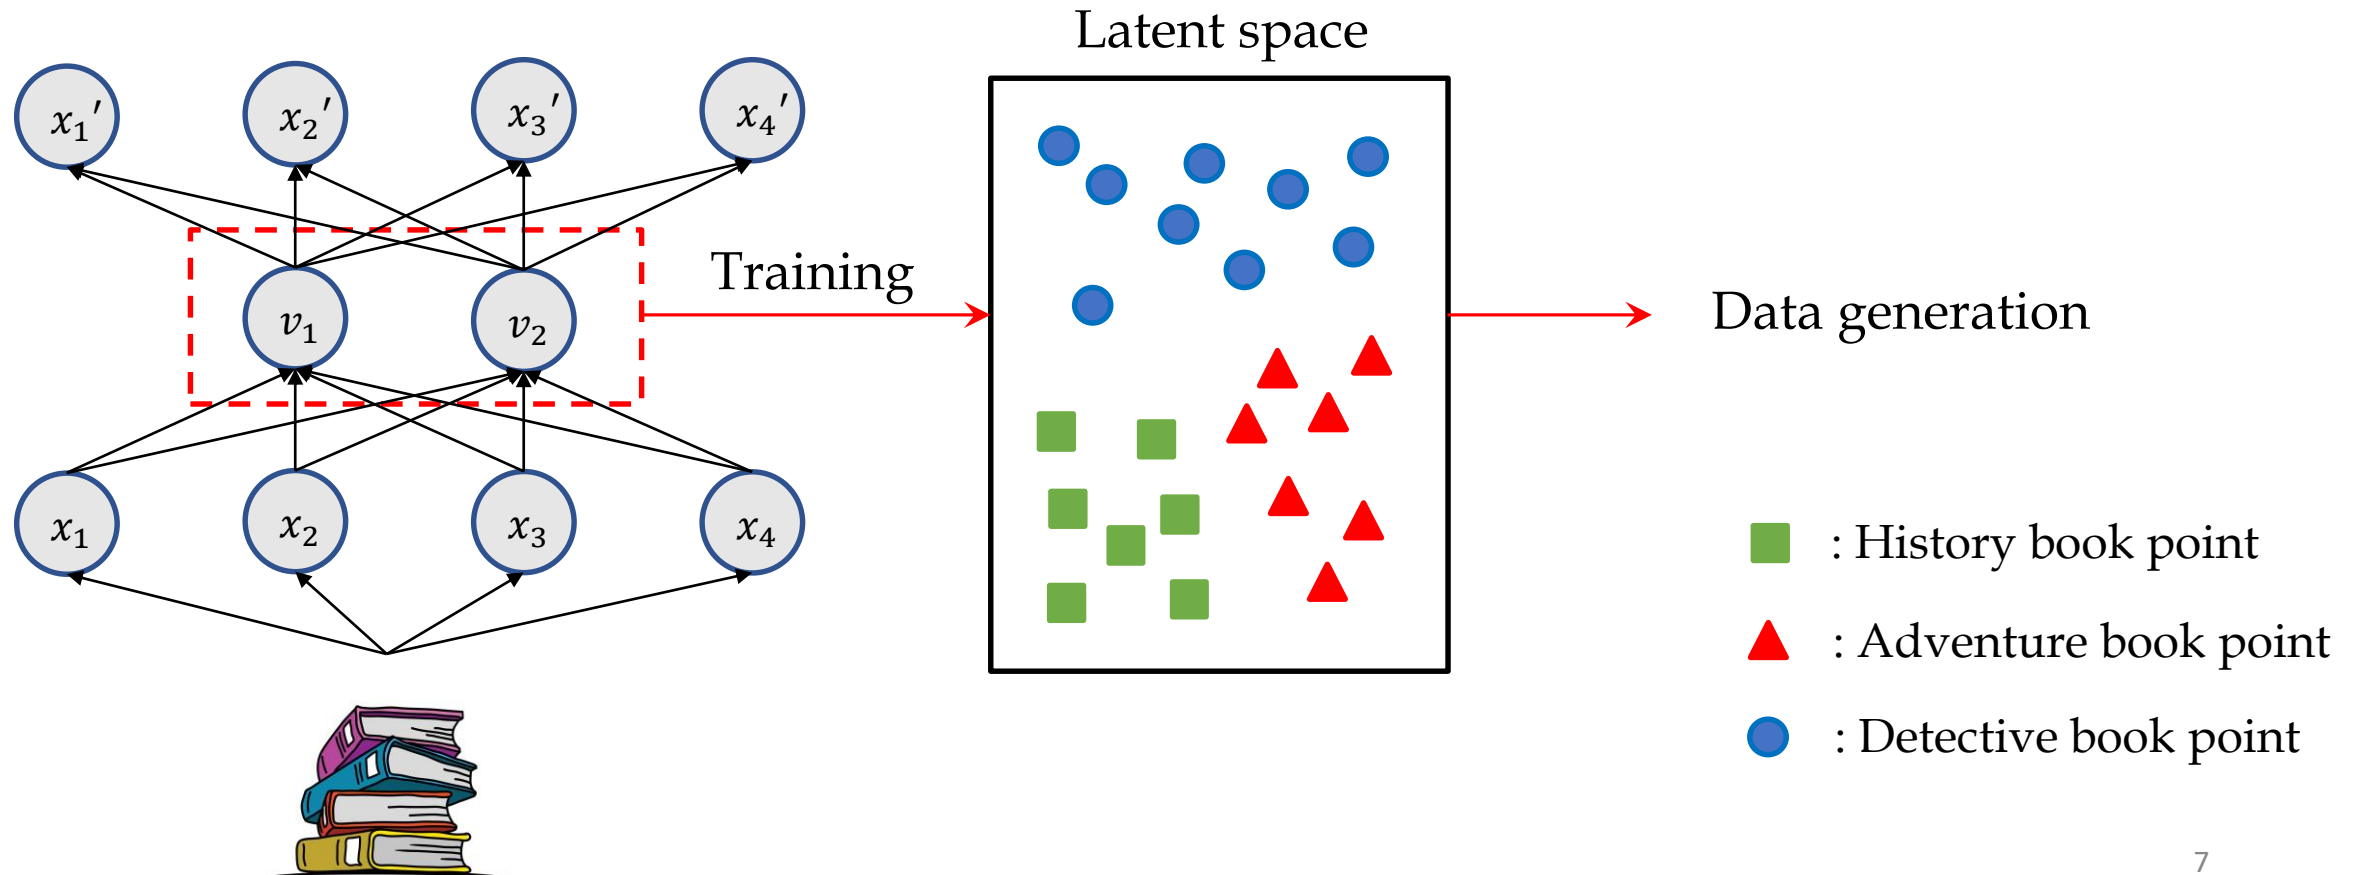 Latent space
x₁′ x₂′ x₃′ x₄′
Training
v₁ v₂
Data generation
x₁ x₂ x₃ x₄
: History book point
: Adventure book point
: Detective book point
7